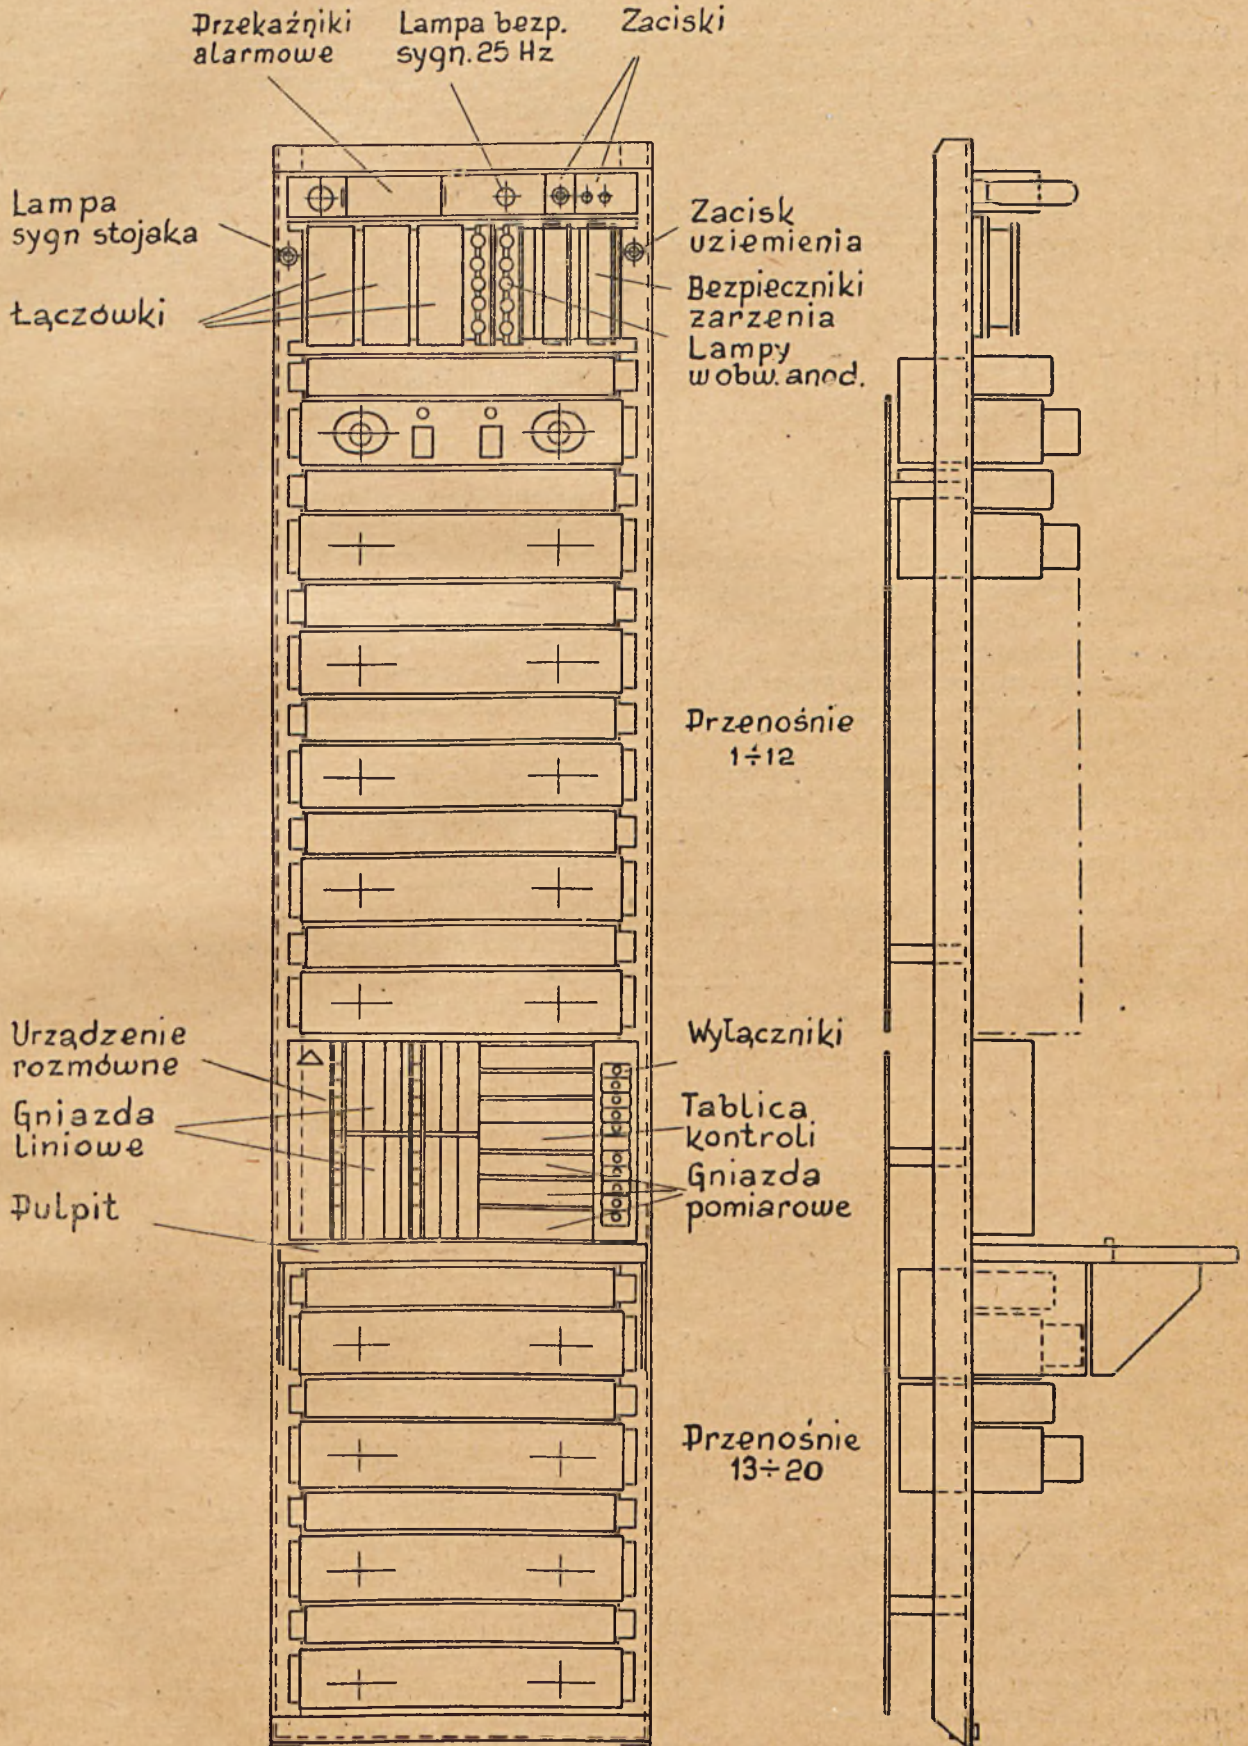 Przekaźniki
alarmowe
Lampa bezp.
sygn. 25 Hz
Zaciski
Lampa
sygn stojaka
Łączówki
Zacisk
uziemienia
Bezpieczniki
zarzenia
Lampy
w obw. anod.
Przenośnie
1÷12
Urządzenie
rozmówne
Gniazda
liniowe
Pulpit
Wyłączniki
Tablica
kontroli
Gniazda
pomiarowe
Przenośnie
13÷20